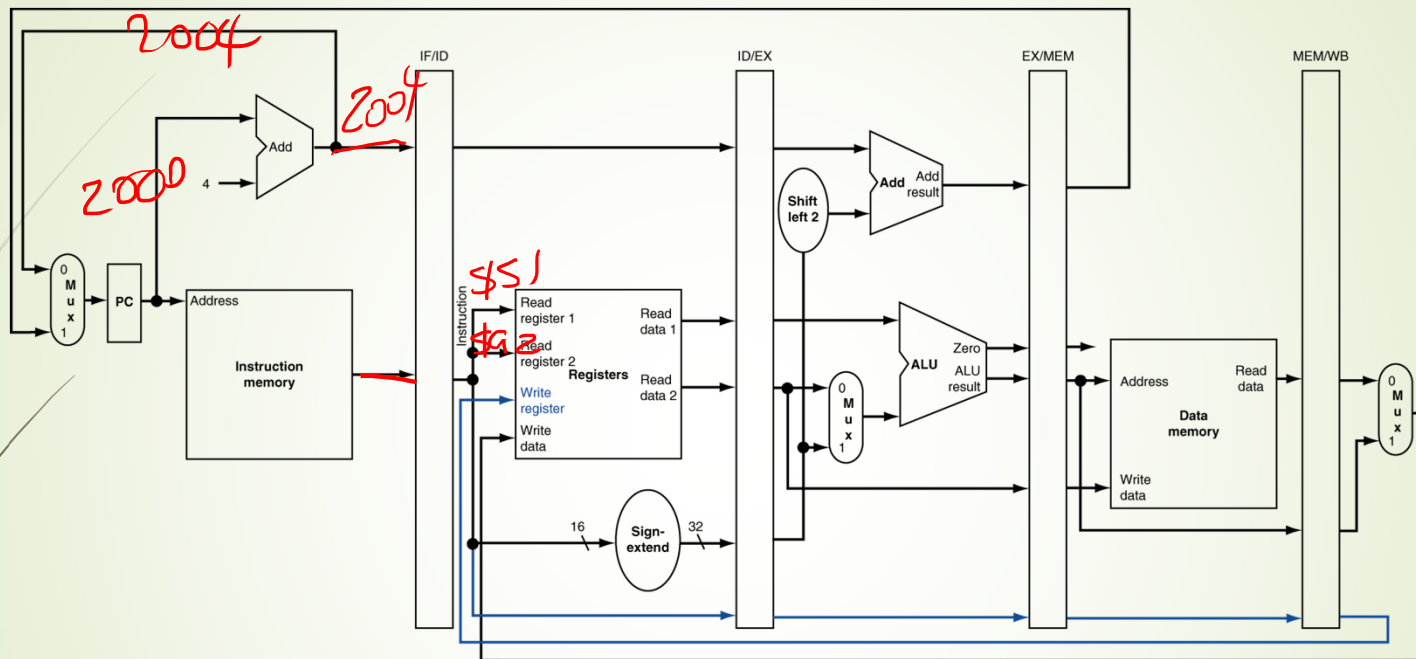 2004
IF/ID
ID/EX
EX/MEM
MEM/WB
2004
Add
4
2000
Add
Add
result
Shift
left 2
0
M
u
x
1
PC
Address
Instruction
memory
Instruction
$S1
Read
register 1
Read
register 2
Write
register
Write
data
Registers
Read
data 1
Read
data 2
16
Sign-
extend
32
0
M
u
x
1
ALU
Zero
ALU
result
Address
Read
data
Data
memory
Write
data
0
M
u
x
1